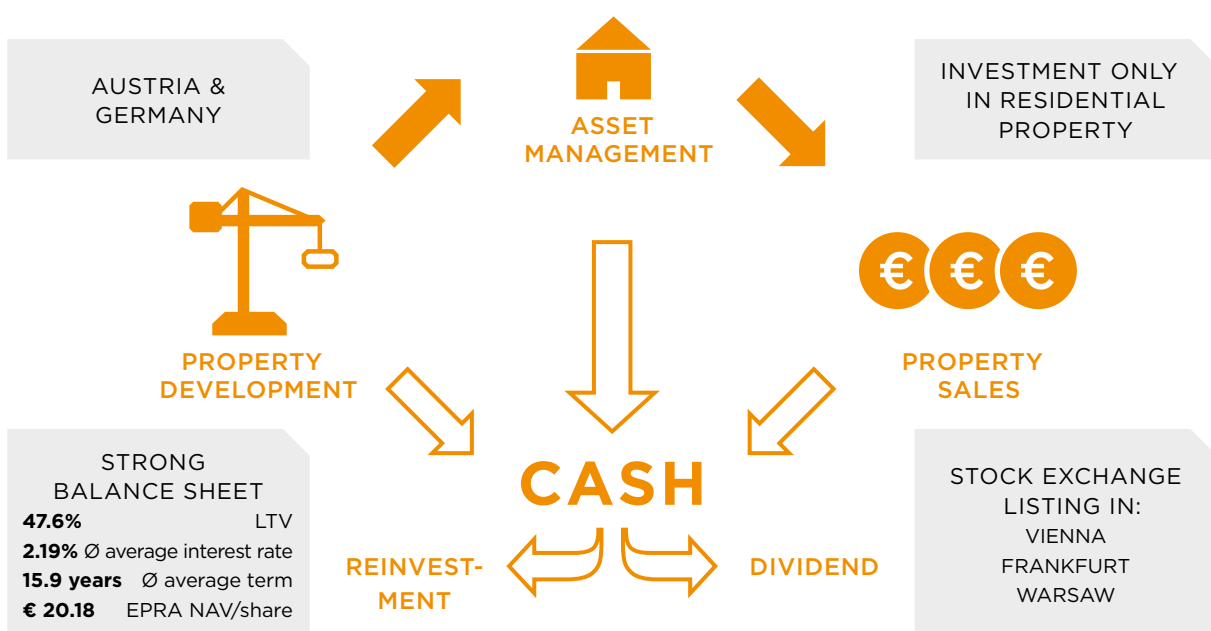 AUSTRIA &
GERMANY
ASSET
MANAGEMENT
INVESTMENT ONLY
IN RESIDENTIAL
PROPERTY
€ € €
PROPERTY
DEVELOPMENT
PROPERTY
SALES
STRONG
BALANCE SHEET
47.6% LTV
2.19% Ø average interest rate
15.9 years Ø average term
€ 20.18 EPRA NAV/share
CASH
REINVEST-
MENT
DIVIDEND
STOCK EXCHANGE
LISTING IN:
VIENNA
FRANKFURT
WARSAW